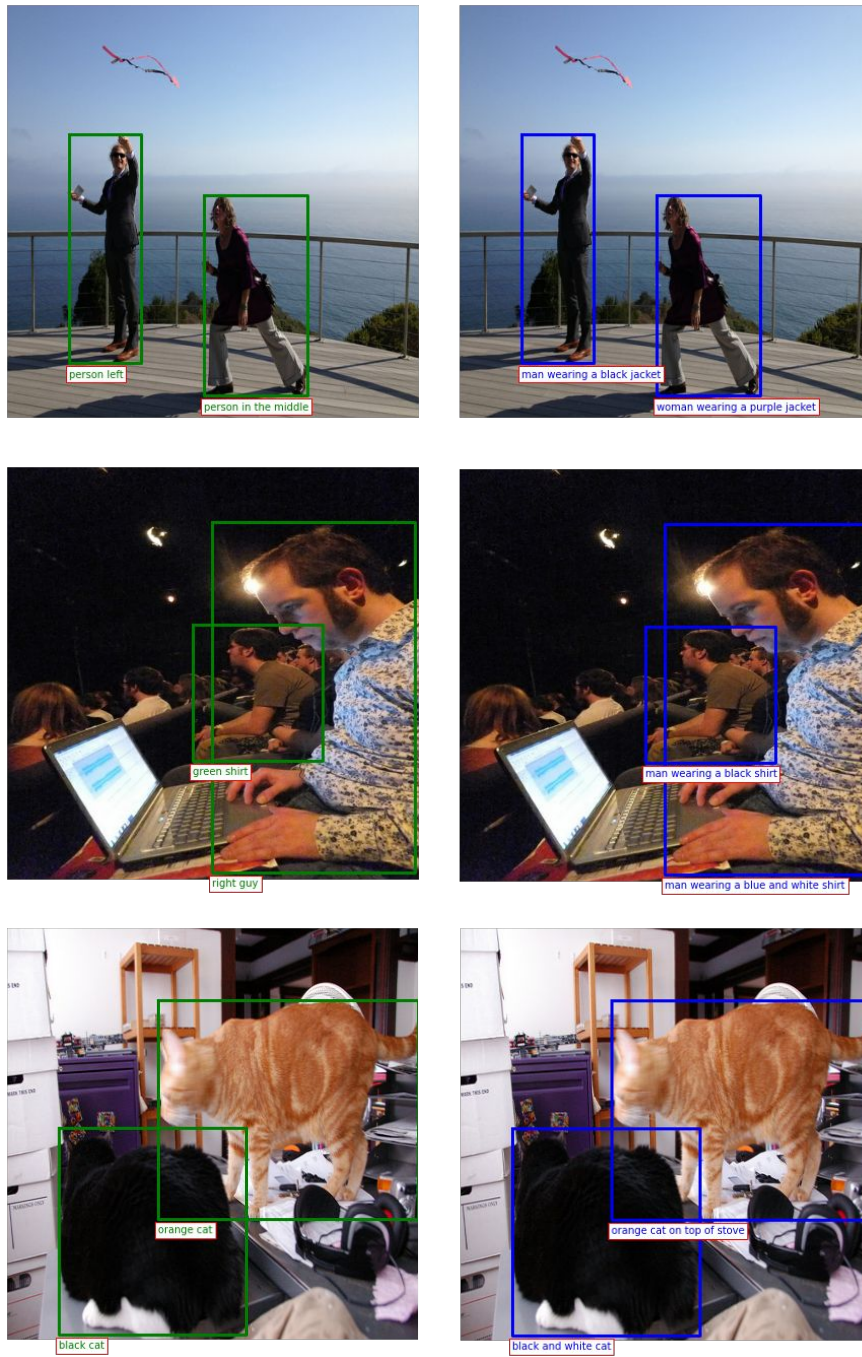 person left
person in the middle
man wearing a black jacket
woman wearing a purple jacket
green shirt
right guy
man wearing a black shirt
man wearing a blue and white shirt
orange cat
black cat
orange cat on top of stove
black and white cat